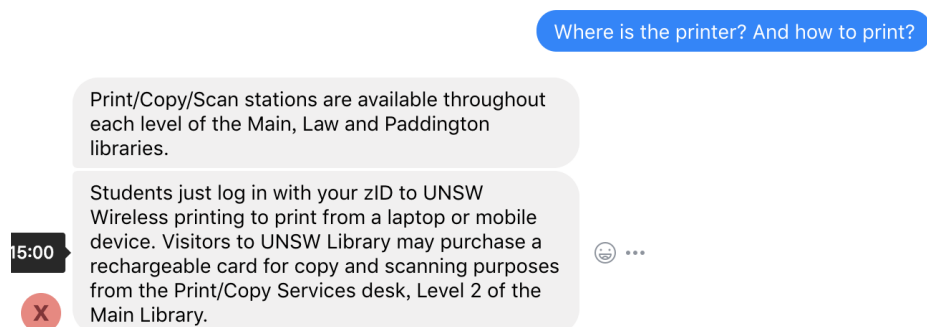 Where is the printer? And how to print?
Print/Copy/Scan stations are available throughout
each level of the Main, Law and Paddington
libraries.
Students just log in with your zID to UNSW
Wireless printing to print from a laptop or mobile
device. Visitors to UNSW Library may purchase a
15:00
rechargeable card for copy and scanning purposes
from the Print/Copy Services desk, Level 2 of the
Main Library.
X